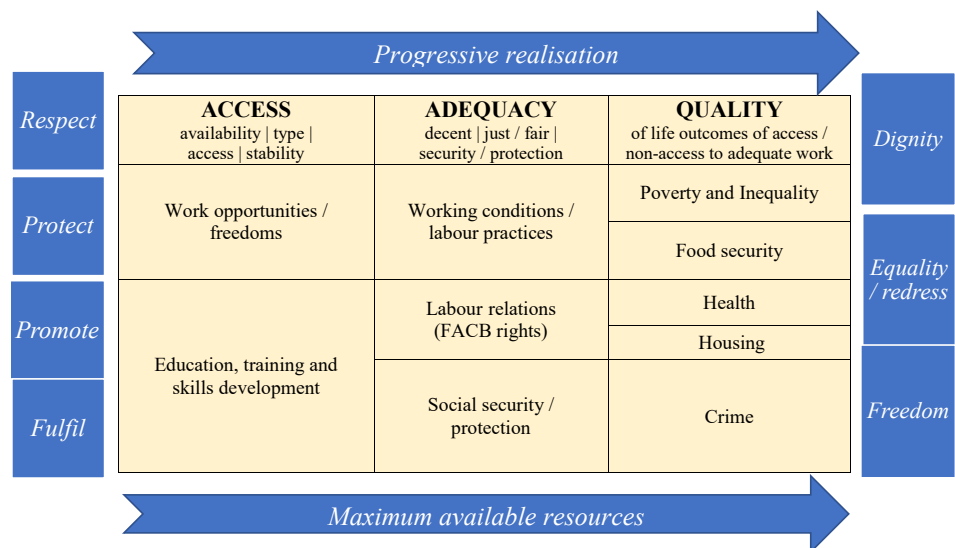 Progressive realisation
Respect
Protect
Promote
Fulfil
ACCESS
availability | type |
access | stability
ADEQUACY
decent | just / fair |
security / protection
QUALITY
of life outcomes of access /
non-access to adequate work
Work opportunities /
freedoms
Working conditions /
labour practices
Poverty and Inequality
Food security
Education, training and
skills development
Labour relations
(FACB rights)
Health
Housing
Social security /
protection
Crime
Dignity
Equality
/ redress
Freedom
Maximum available resources